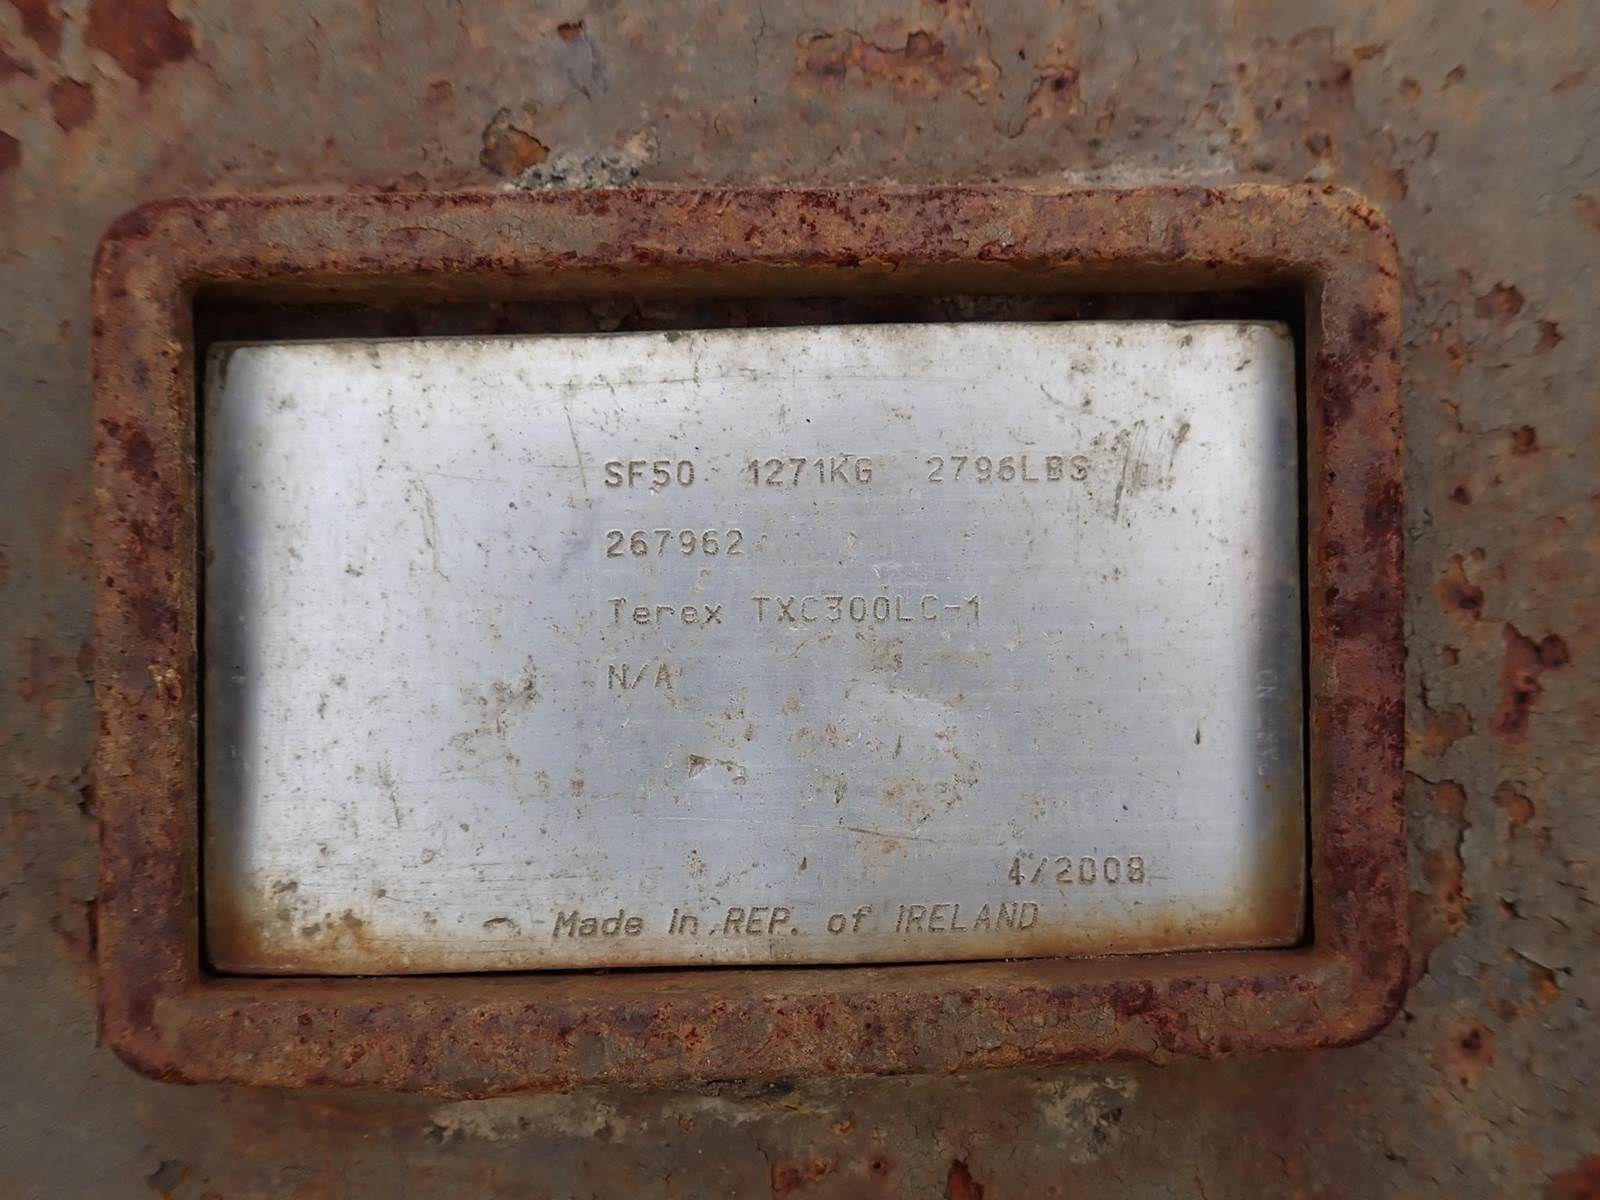 SF50 1271KG 2796LBS
267962
Terex TXC300LC-1
N/A
4/2008
Made in REP. of IRELAND